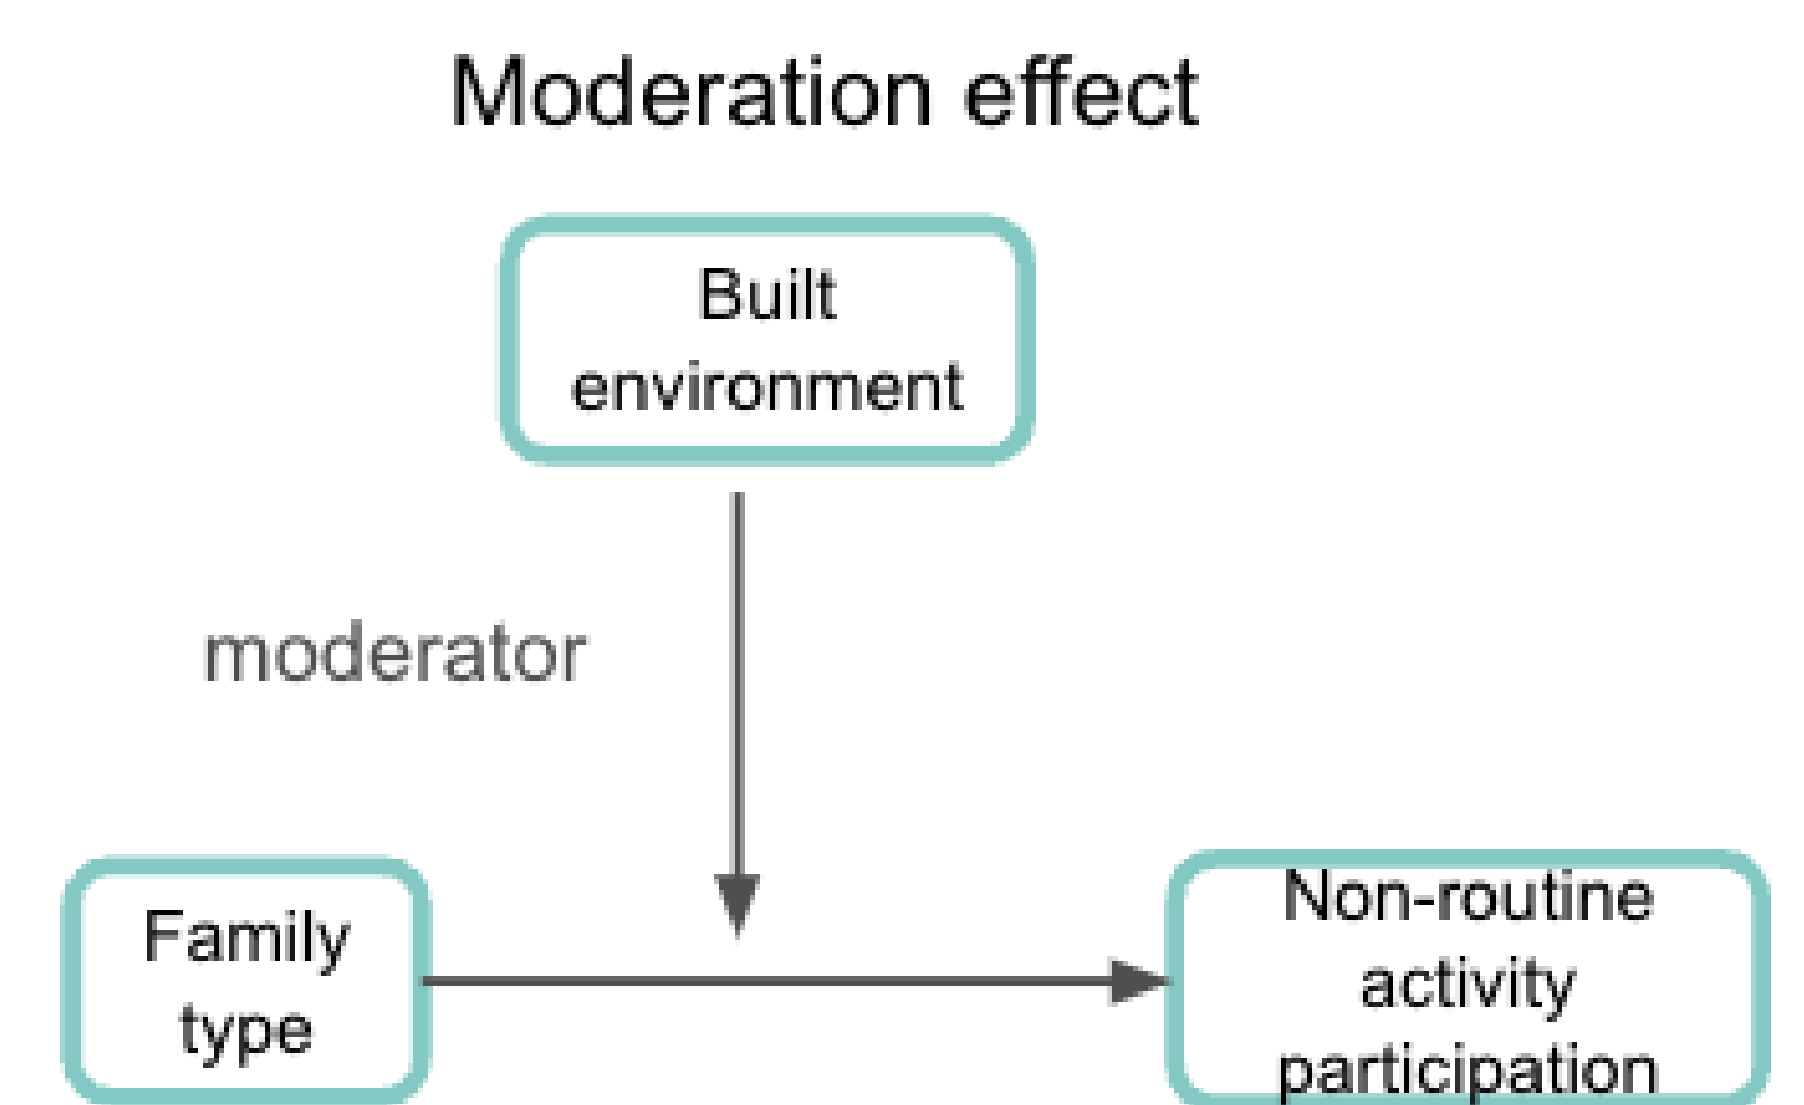 Moderation effect
Built
environment
moderator
Family
type
Non-routine
activity
participation